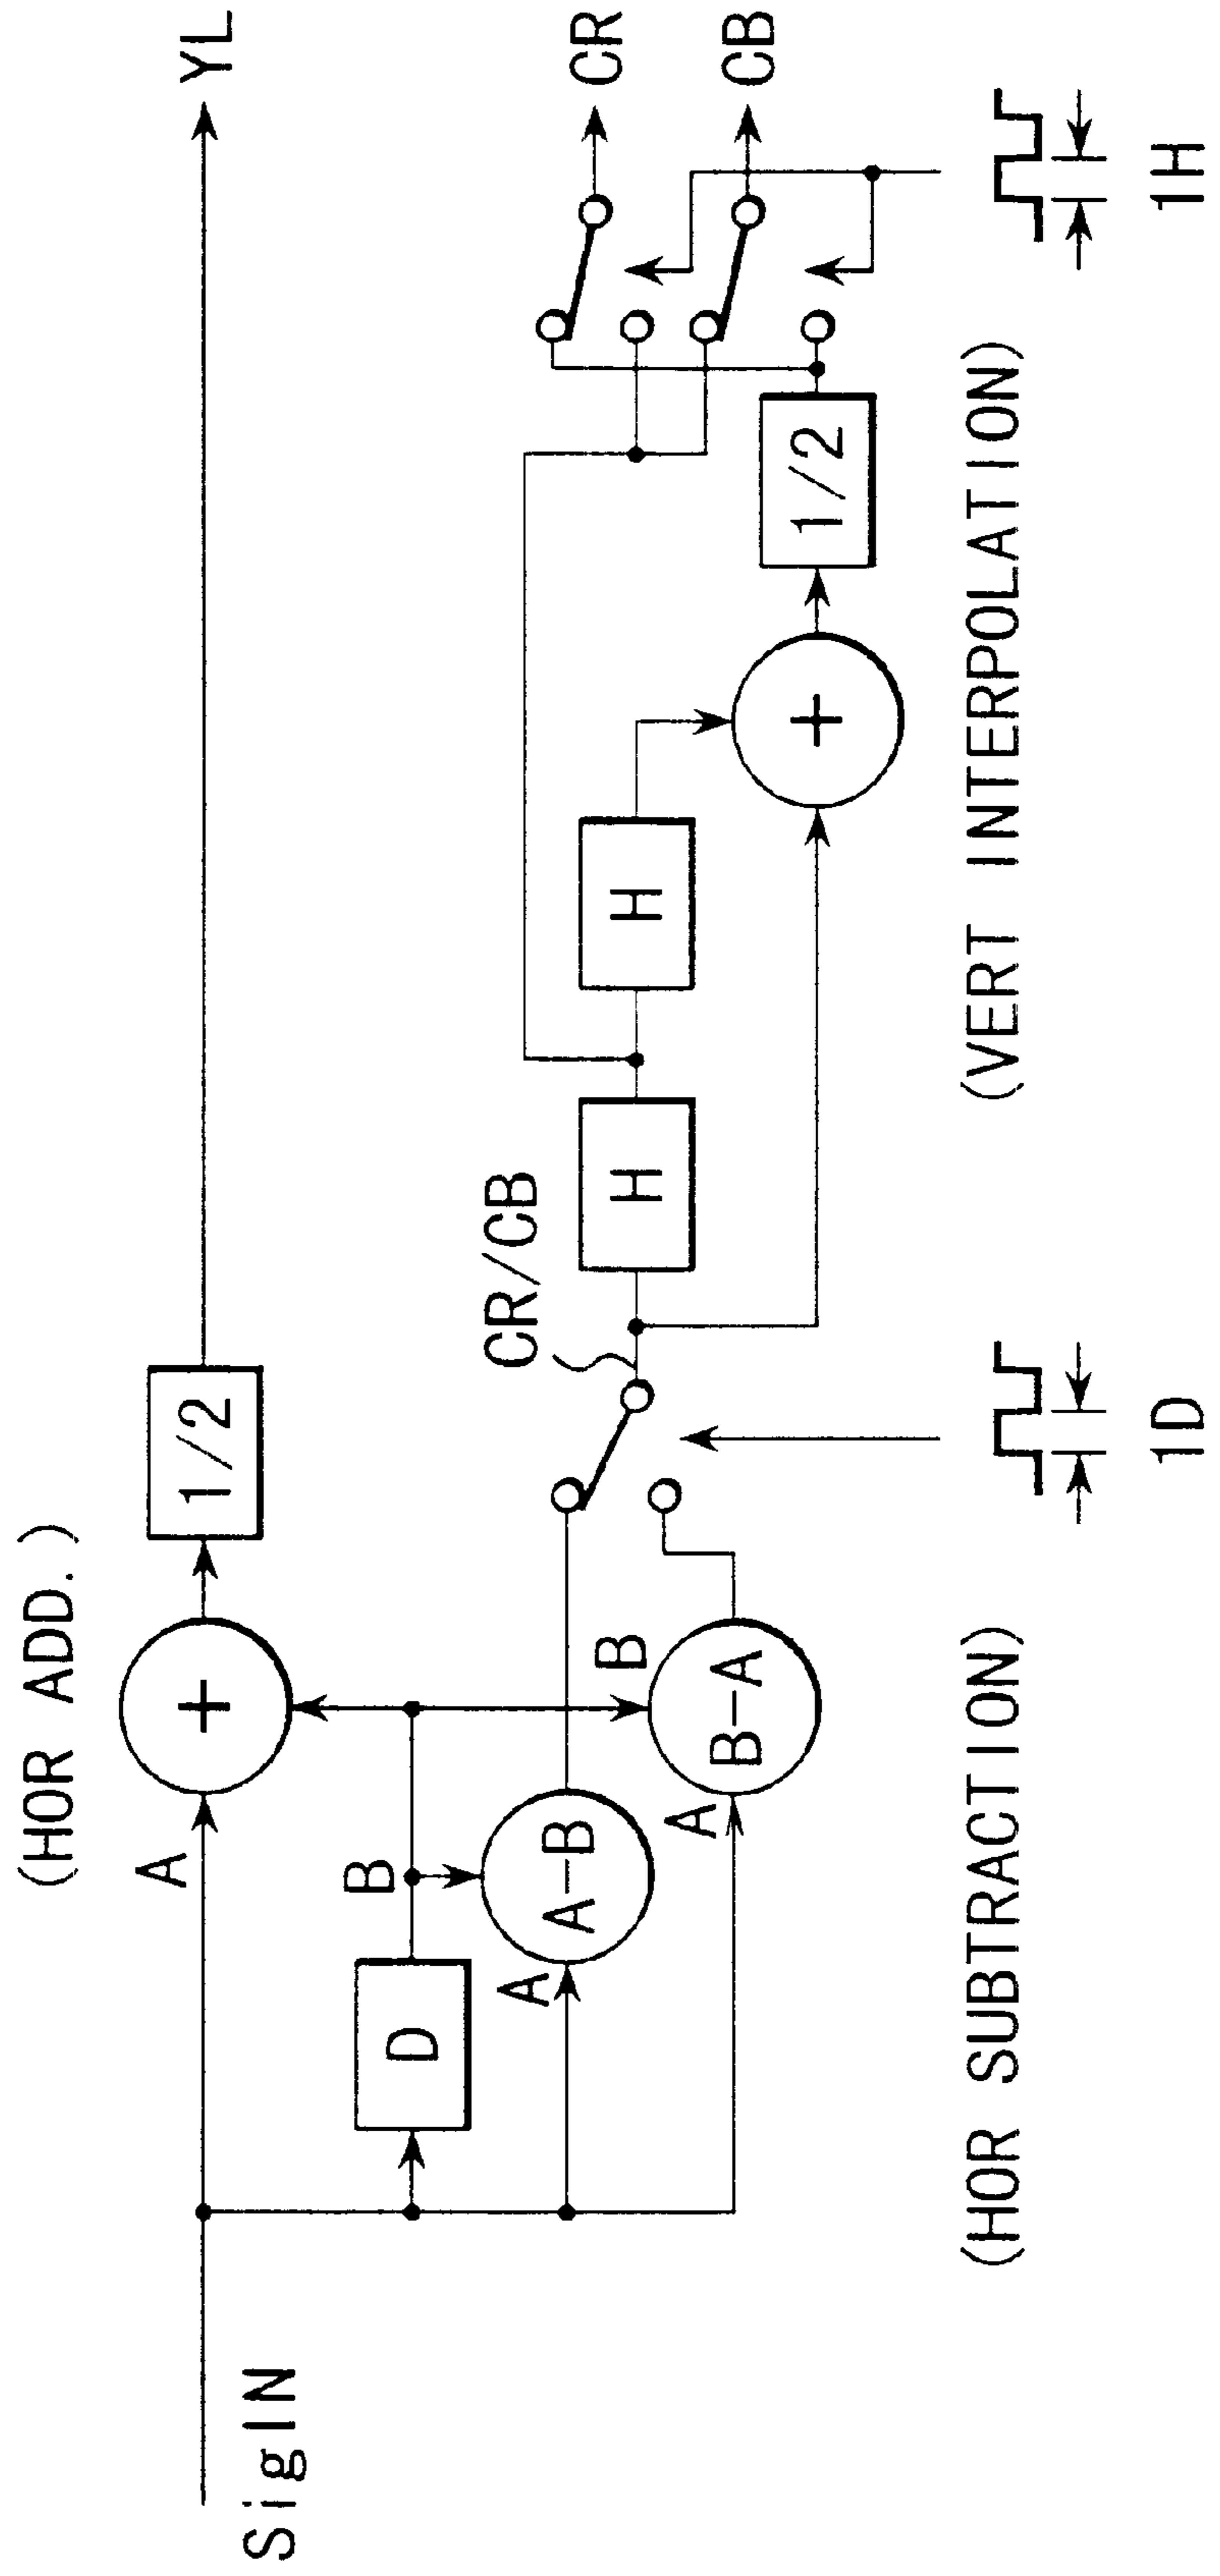 (HOR ADD.)
A
+
1/2
YL
SigIN
D
B
A
A-B
B
A
B-A
CR/CB
H
H
+
1/2
CR
CB
(HOR SUBTRACTION)
1D
(VERT INTERPOLATION)
1H